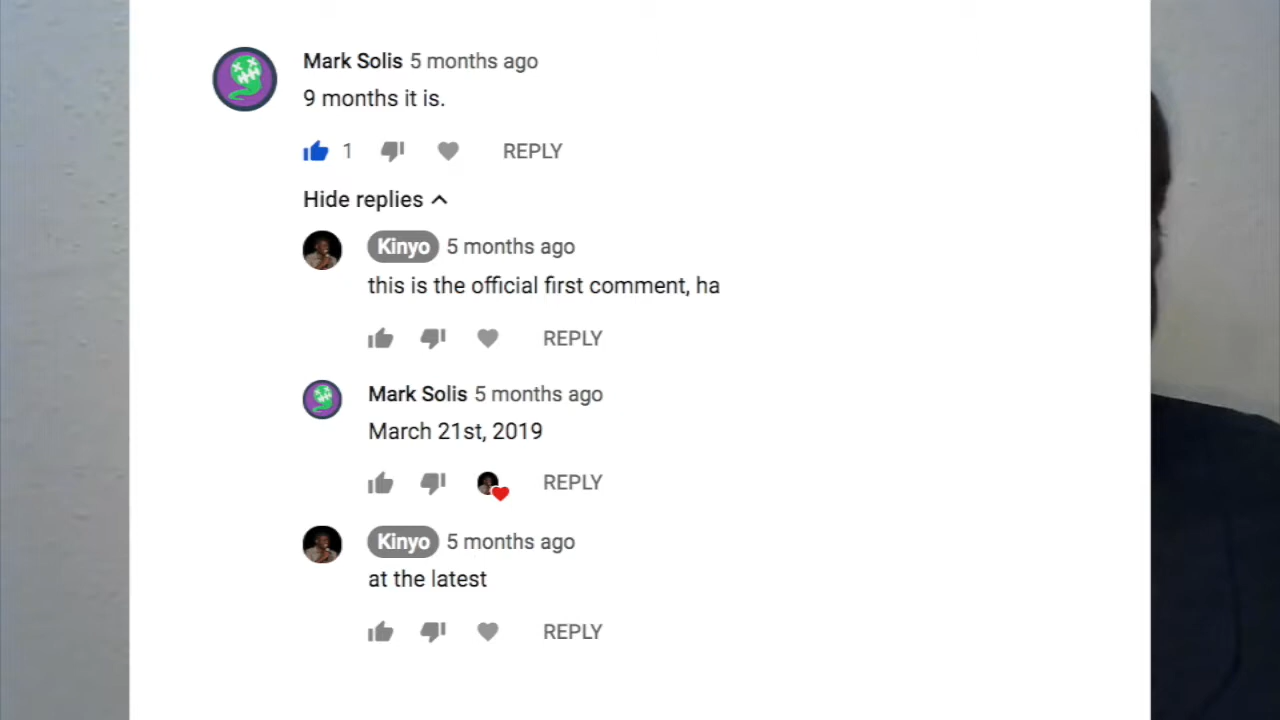 Mark Solis 5 months ago
9 months it is.
1 REPLY
Hide replies
Kinyo 5 months ago
this is the official first comment, ha
REPLY
Mark Solis 5 months ago
March 21st, 2019
REPLY
Kinyo 5 months ago
at the latest
REPLY